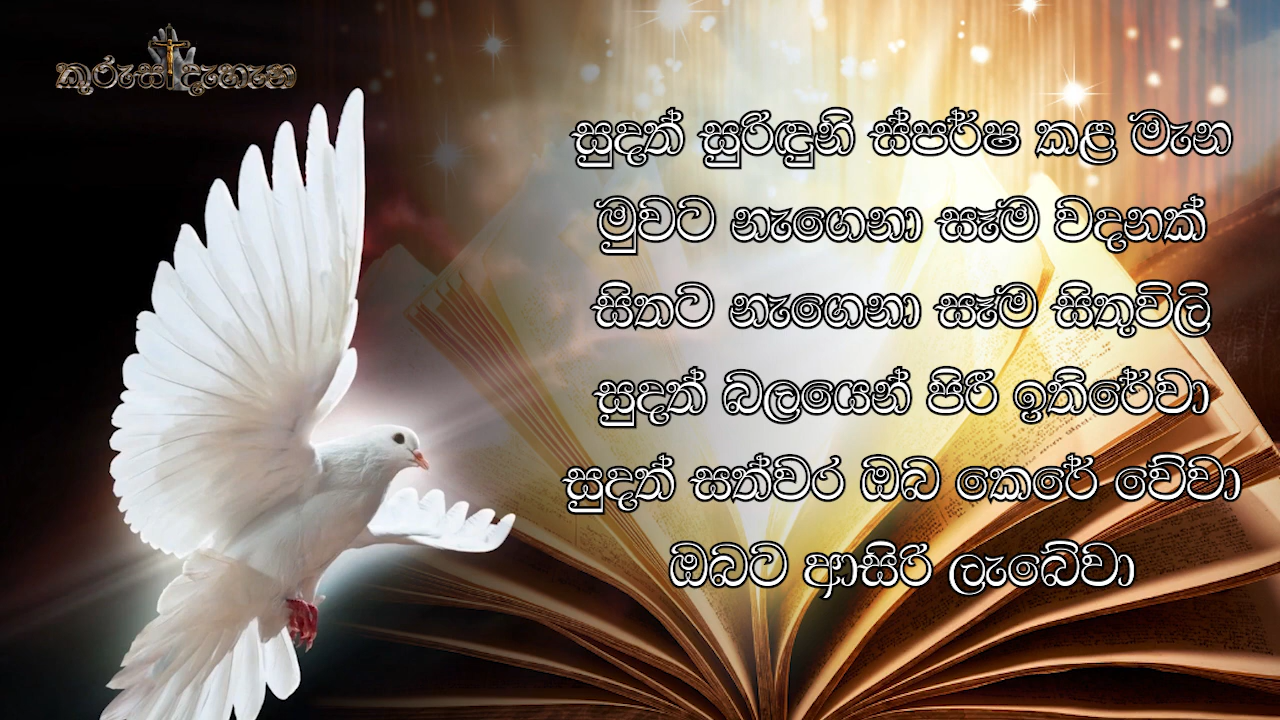 කුරුස දැහැන
සුදත් සුරිඳුනි ස්පර්ෂ කළ මැන
මුවට නැගෙනා සෑම වදනක්
සිතට නැගෙනා සෑම සිතුවිලි
සුදත් බලයෙන් පිරී ඉතිරේවා
සුදත් සත්වර ඔබ කෙරේ වේවා
ඔබට ආසිරි ලැබේවා